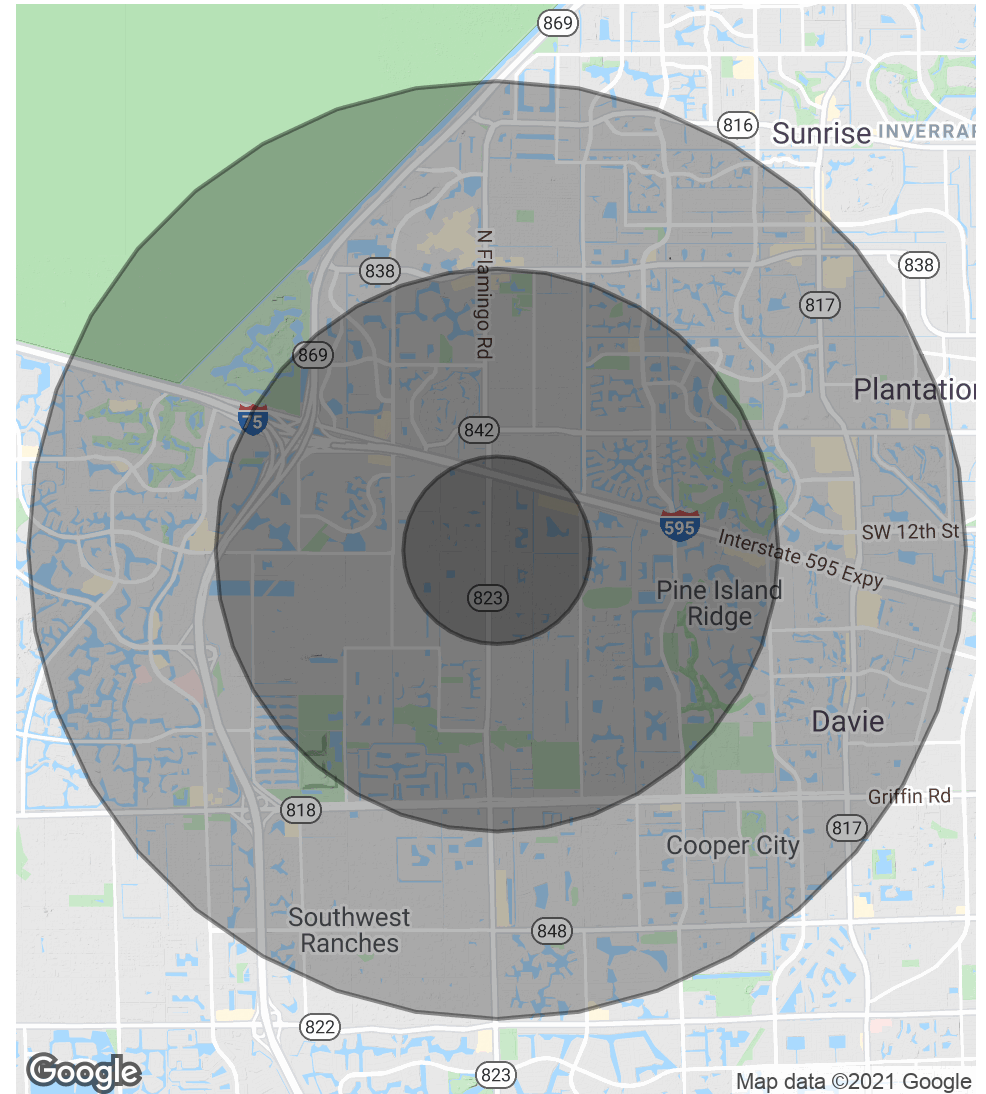 869
816
Sunrise
INVERRAR
N Flamingo Rd
838
838
817
869
Plantation
75
842
595
SW 12th St
Interstate 595 Expy
823
Pine Island
Ridge
Davie
Griffin Rd
818
817
Cooper City
Southwest
Ranches
848
822
823
Google
Map data ©2021 Google